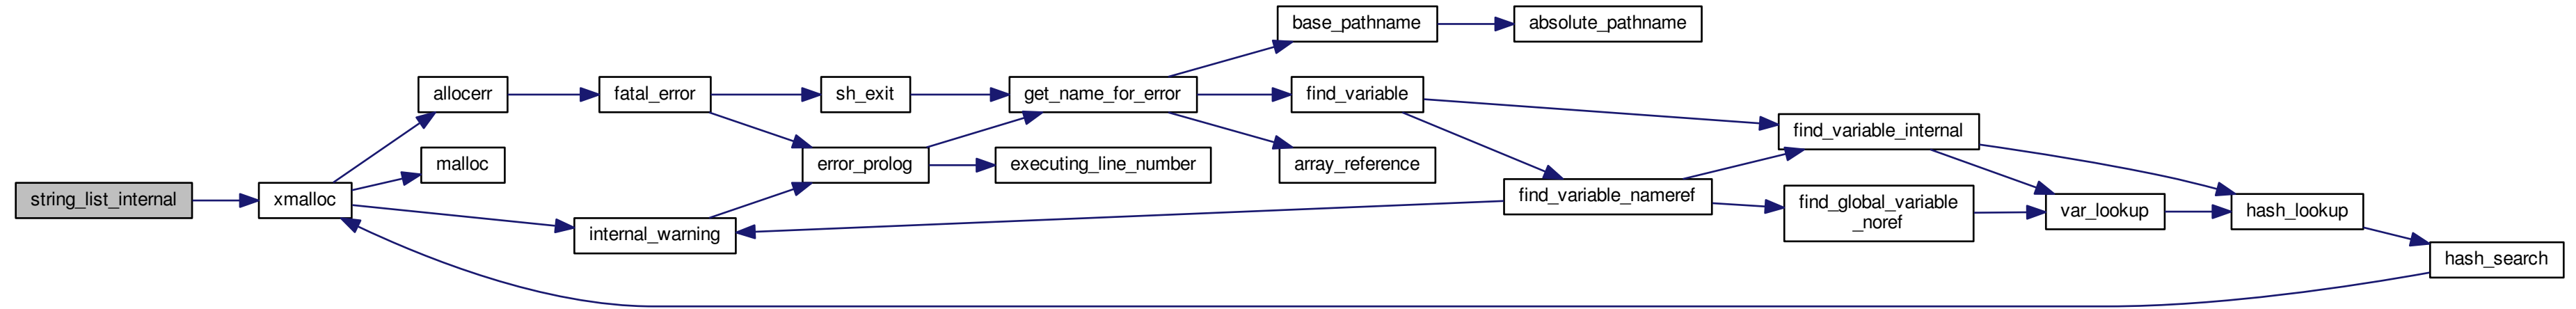 base_pathname
absolute_pathname
allocerr
fatal_error
sh_exit
get_name_for_error
find_variable
find_variable_internal
malloc
error_prolog
executing_line_number
array_reference
string_list_internal
xmalloc
find_variable_nameref
find_global_variable
_noref
var_lookup
hash_lookup
internal_warning
hash_search